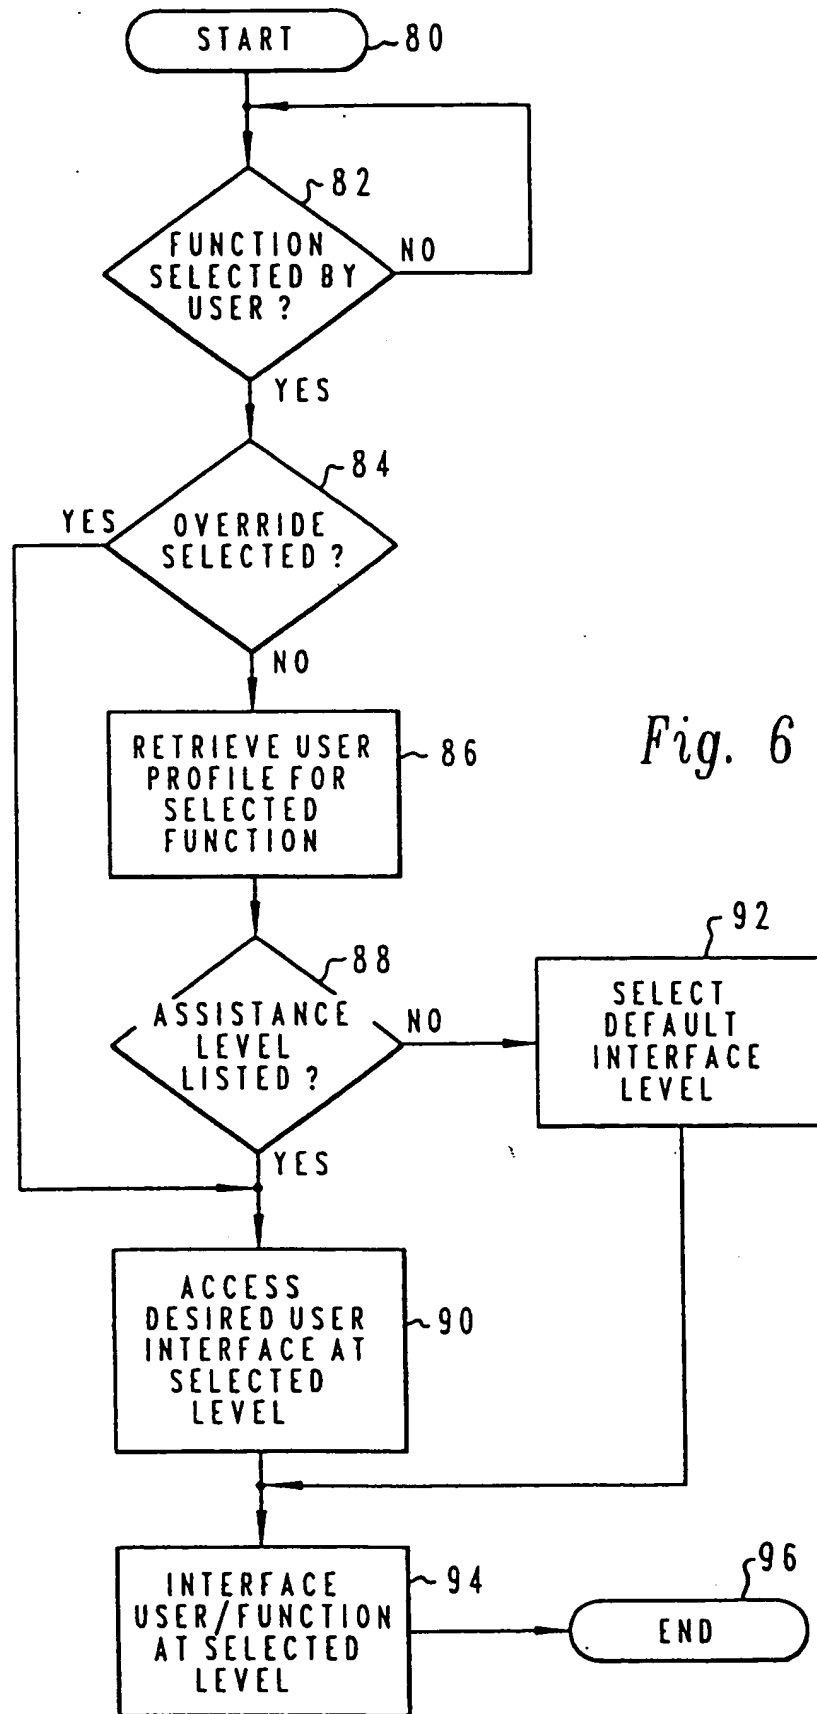 START
80
82
FUNCTION
SELECTED BY
USER ?
NO
YES
84
YES
OVERRIDE
SELECTED ?
NO
RETRIEVE USER
PROFILE FOR
SELECTED
FUNCTION
86
Fig. 6
88
ASSISTANCE
LEVEL
LISTED ?
NO
YES
92
SELECT
DEFAULT
INTERFACE
LEVEL
ACCESS
DESIRED USER
INTERFACE AT
SELECTED
LEVEL
90
INTERFACE
USER/FUNCTION
AT SELECTED
LEVEL
94
96
END